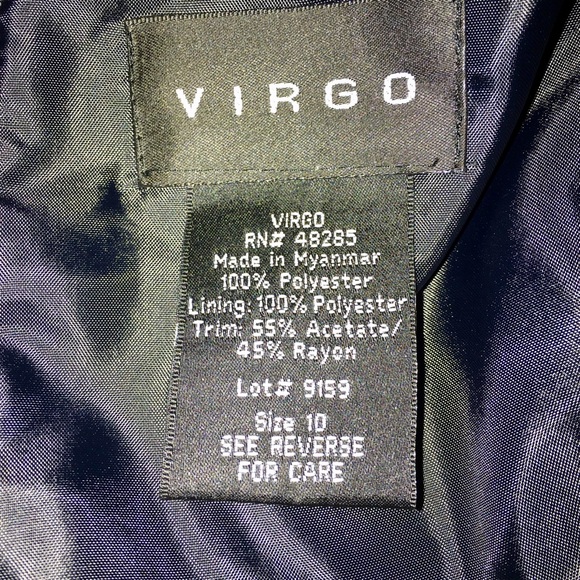 VIRGO
VIRGO
RN# 48285
Made in Myanmar
100% Polyester
Lining: 100% Polyester
Trim: 55% Acetate/
45% Rayon
Lot# 9159
Size 10
SEE REVERSE
FOR CARE